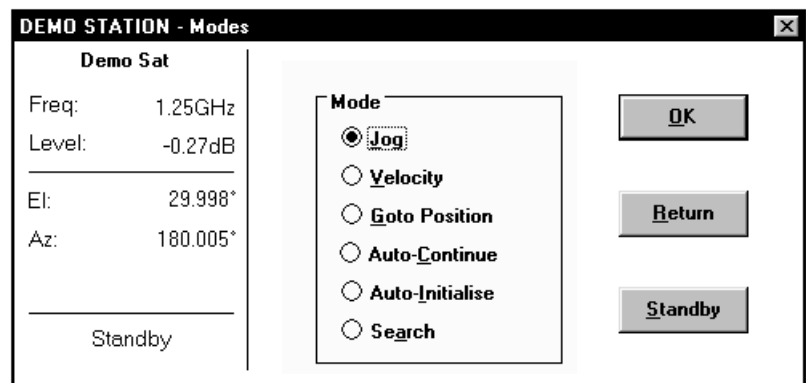 DEMO STATION - Modes
Demo Sat
Freq: 1.25GHz
Level: -0.27dB
El: 29.998°
Az: 180.005°
Standby
Mode
Jog
Velocity
Goto Position
Auto-Continue
Auto-Initialise
Search
OK
Return
Standby